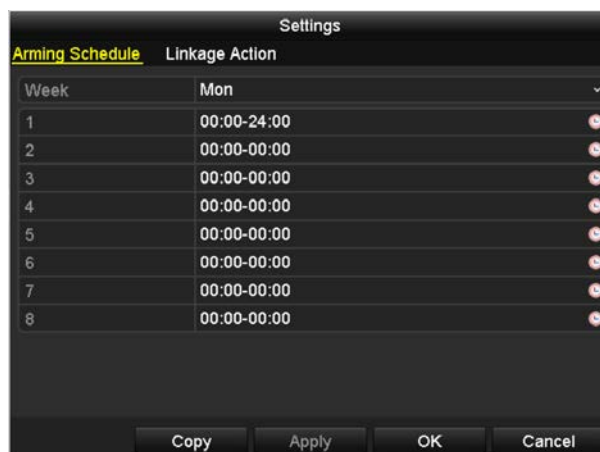 Settings
Arming Schedule Linkage Action
Week Mon
1 00:00-24:00
2 00:00-00:00
3 00:00-00:00
4 00:00-00:00
5 00:00-00:00
6 00:00-00:00
7 00:00-00:00
8 00:00-00:00
Copy Apply OK Cancel